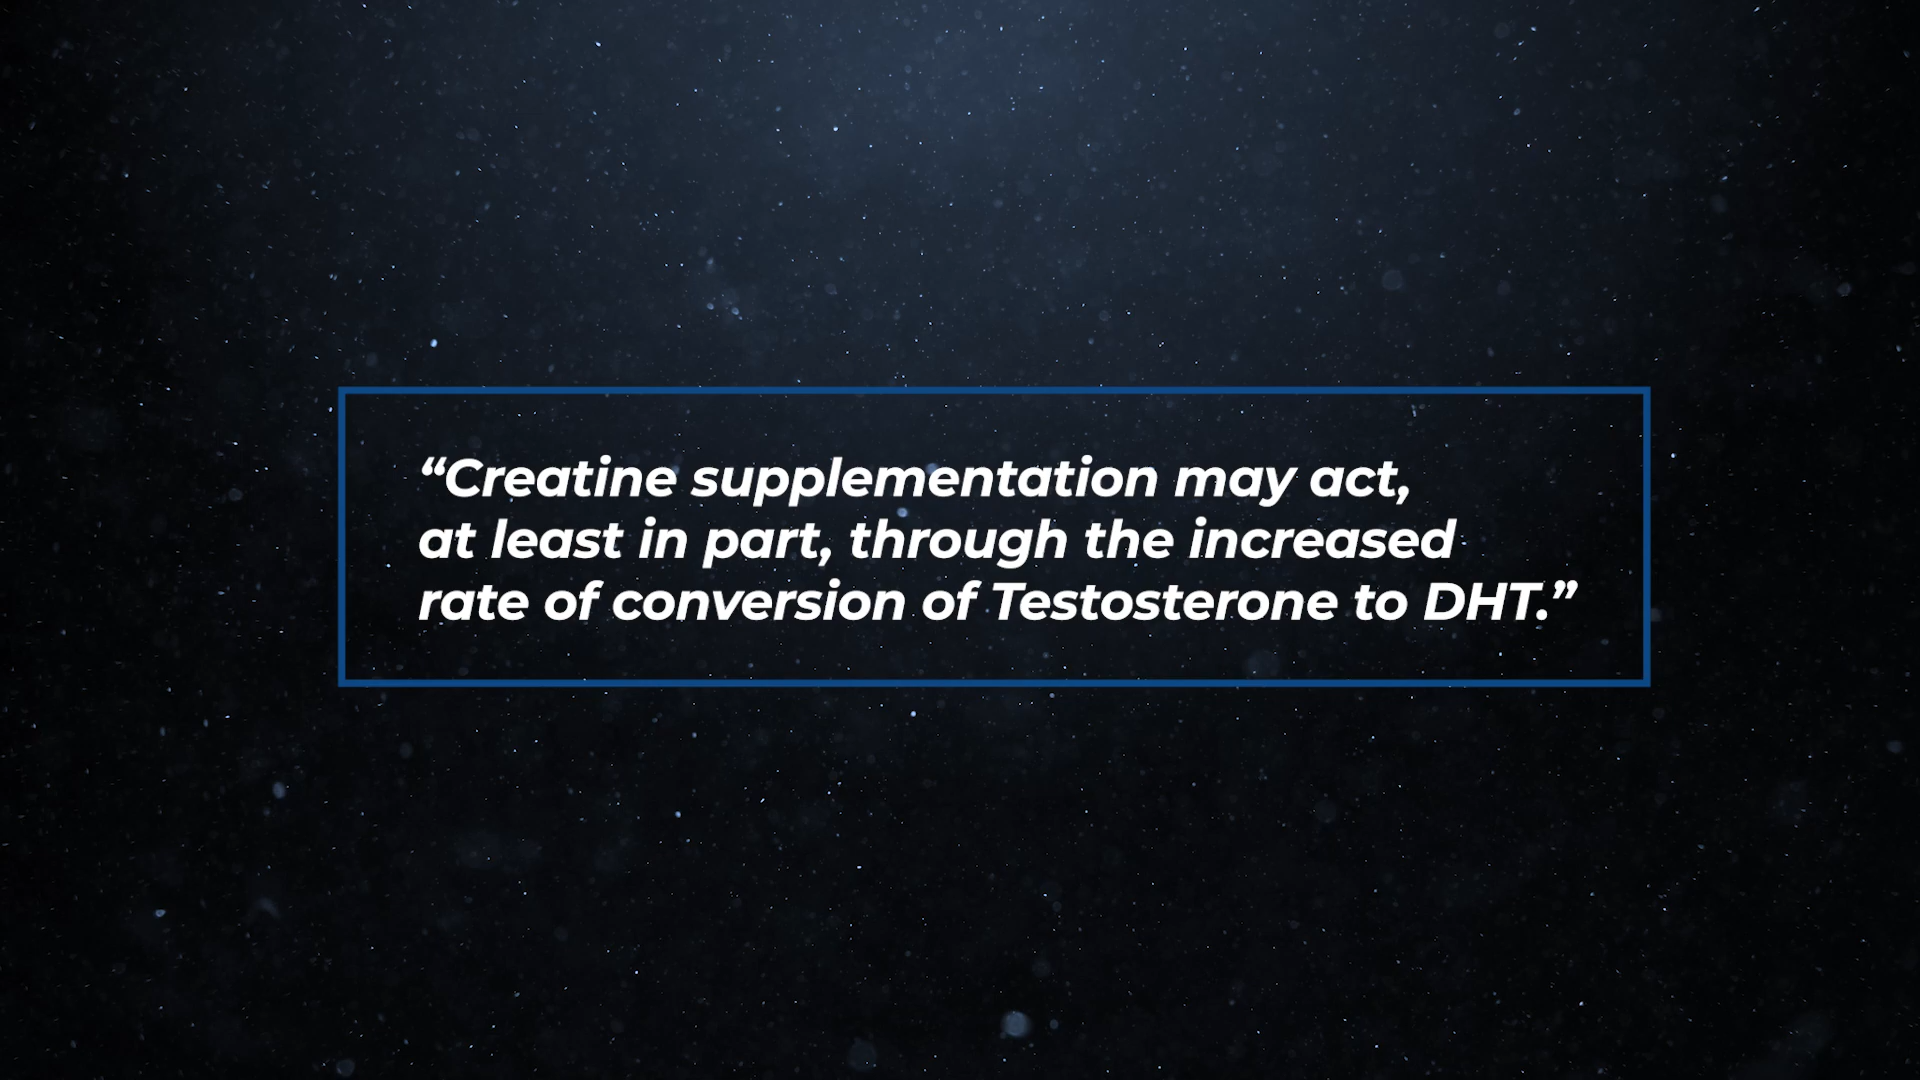 “Creatine supplementation may act,
at least in part, through the increased
rate of conversion of Testosterone to DHT.”